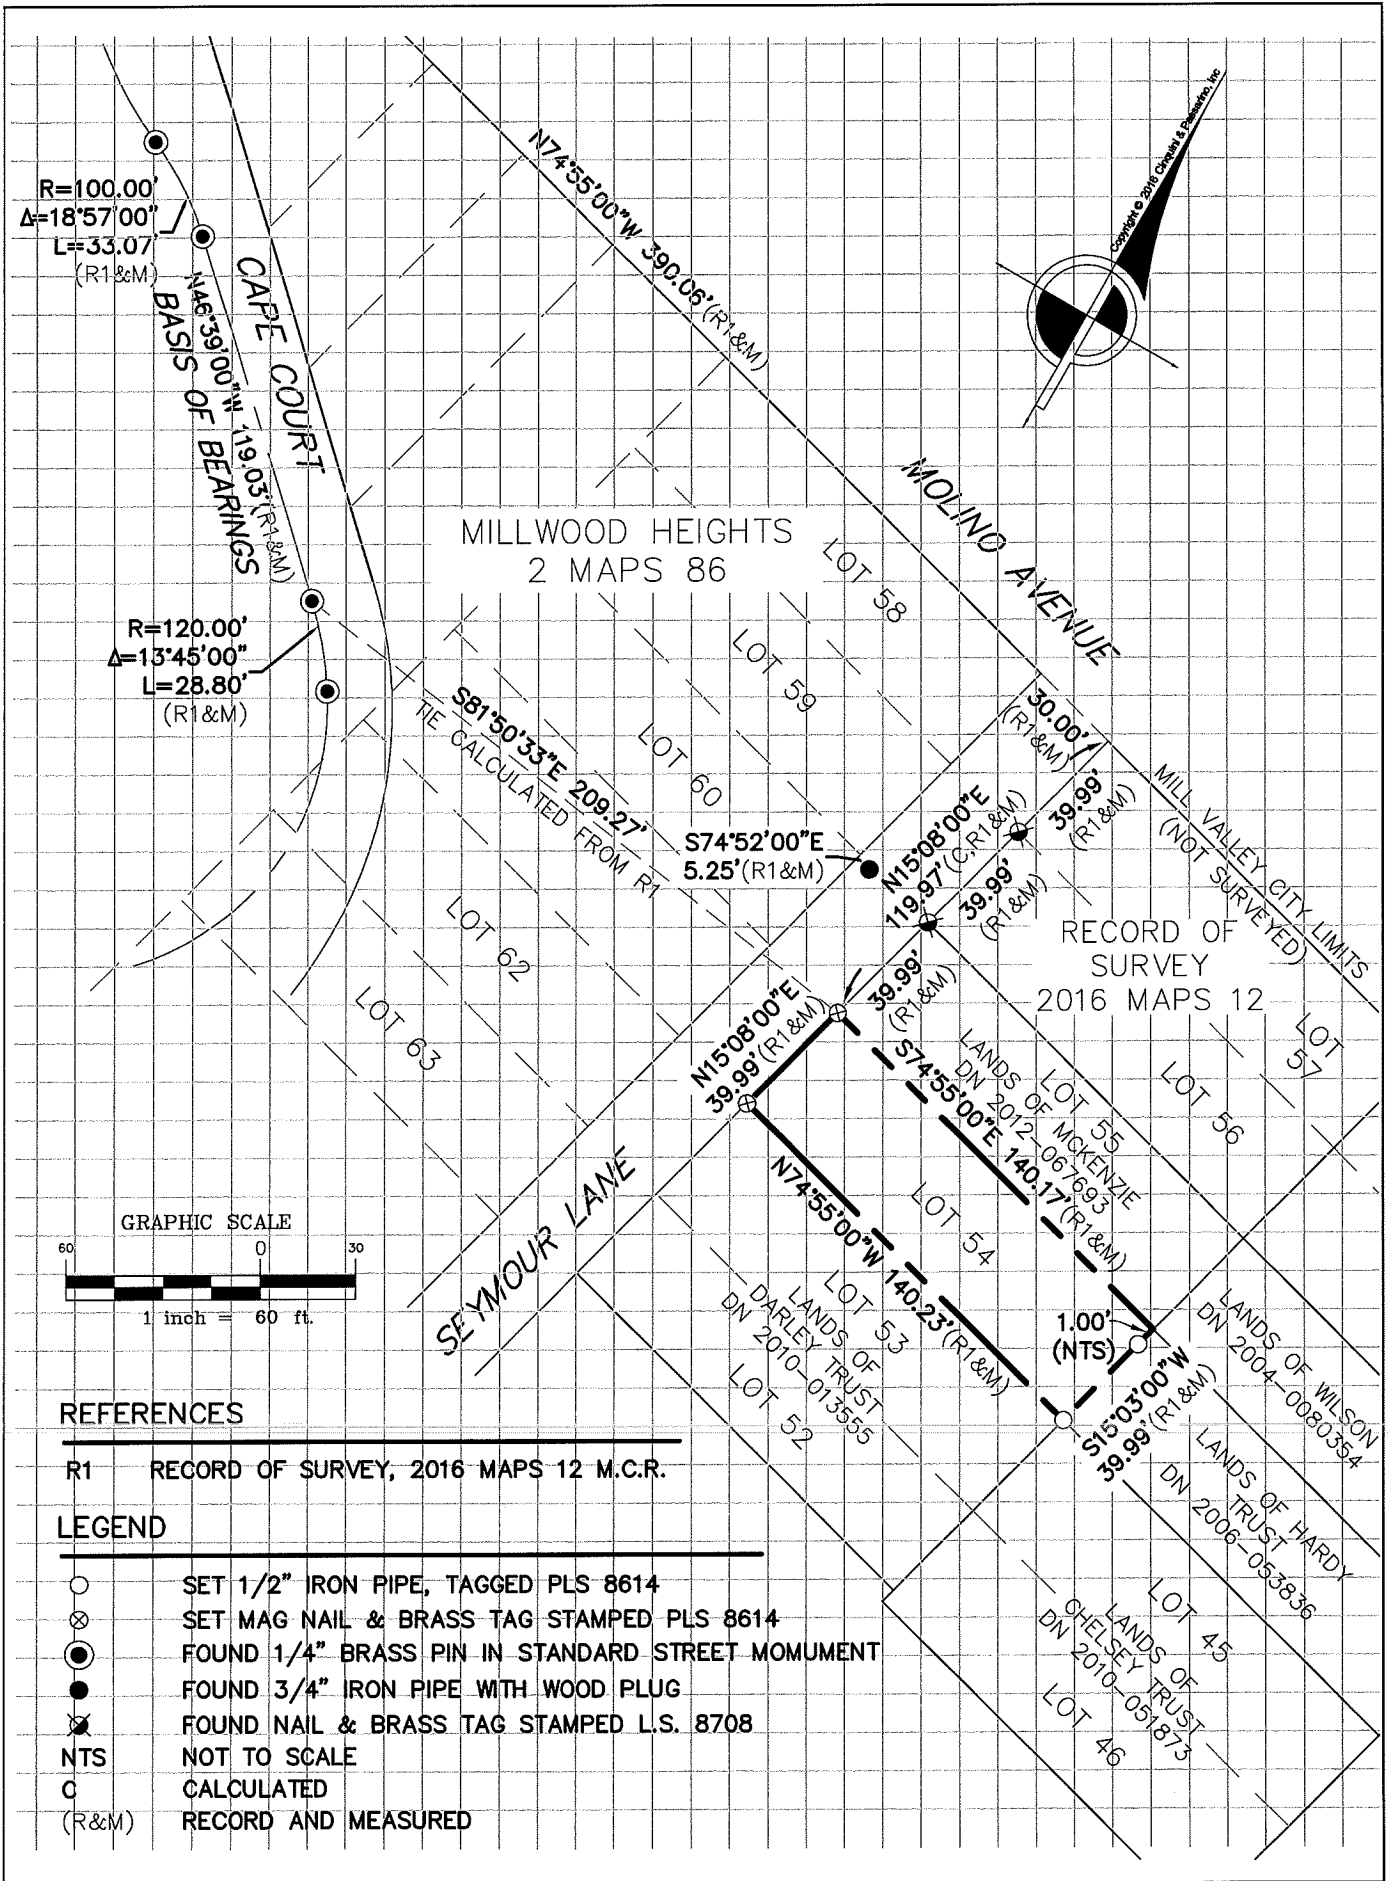 Copyright © 2016 Cinquini & Passarino, Inc
N74°55'00"W 390.06' (R1&M)
R=100.00'
Δ=18°57'00"
L=33.07'
(R1&M)
CAPE COURT
N46°39'00"W 119.03' (R1&M)
BASIS OF BEARINGS
MOLINO AVENUE
MILLWOOD HEIGHTS
2 MAPS 86
LOT 58
LOT 59
LOT 60
R=120.00'
Δ=13°45'00"
L=28.80'
(R1&M)
S81°50'33"E 209.27'
TIE CALCULATED FROM R1
LOT 62
LOT 63
30.00'
(R1&M)
39.99'
(R1&M)
MILL VALLEY CITY LIMITS
(NOT SURVEYED)
S74°52'00"E
5.25' (R1&M)
N15°08'00"E
119.97' (C,R1&M)
39.99'
(R1&M)
39.99'
(R1&M)
RECORD OF
SURVEY
2016 MAPS 12
N15°08'00"E
39.99' (R1&M)
S74°55'00"E 140.17' (R1&M)
LANDS OF MCKENZIE
DN 2012-067693
LOT 55
LOT 56
LOT 57
SEYMOUR LANE
N74°55'00"W 140.23' (R1&M)
LOT 54
LOT 53
LANDS OF
DARLEY TRUST
DN 2010-013555
LOT 52
1.00'
(NTS)
S15°03'00"W
39.99' (R1&M)
LANDS OF WILSON
DN 2004-0080354
LANDS OF HARDY
TRUST
DN 2006-053836
LOT 45
LANDS OF
CHELSEY TRUST
DN 2010-051873
LOT 46
GRAPHIC SCALE
60 0 30
1 inch = 60 ft.
REFERENCES
R1 RECORD OF SURVEY, 2016 MAPS 12 M.C.R.
LEGEND
SET 1/2" IRON PIPE, TAGGED PLS 8614
SET MAG NAIL & BRASS TAG STAMPED PLS 8614
FOUND 1/4" BRASS PIN IN STANDARD STREET MOMUMENT
FOUND 3/4" IRON PIPE WITH WOOD PLUG
FOUND NAIL & BRASS TAG STAMPED L.S. 8708
NTS NOT TO SCALE
C CALCULATED
(R&M) RECORD AND MEASURED